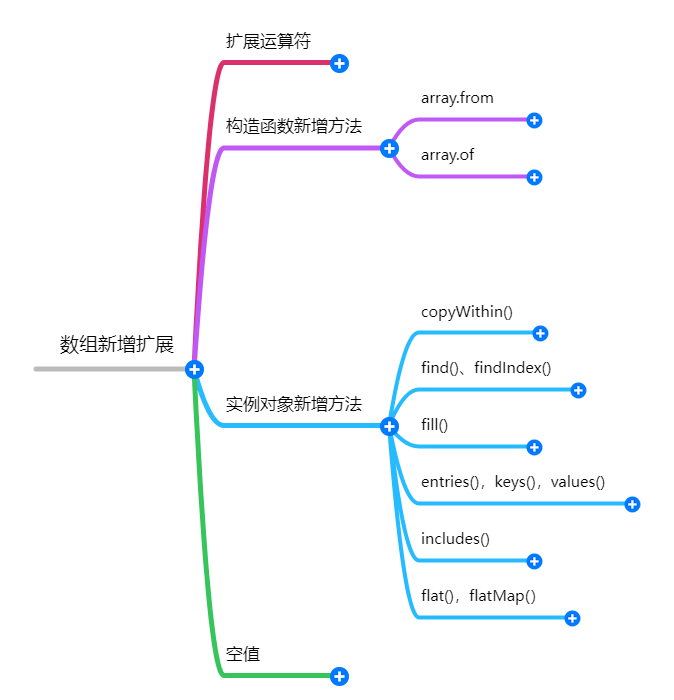 扩展运算符
构造函数新增方法
array.from
array.of
数组新增扩展
实例对象新增方法
copyWithin()
find()、findIndex()
fill()
entries()，keys()，values()
includes()
flat()，flatMap()
空值